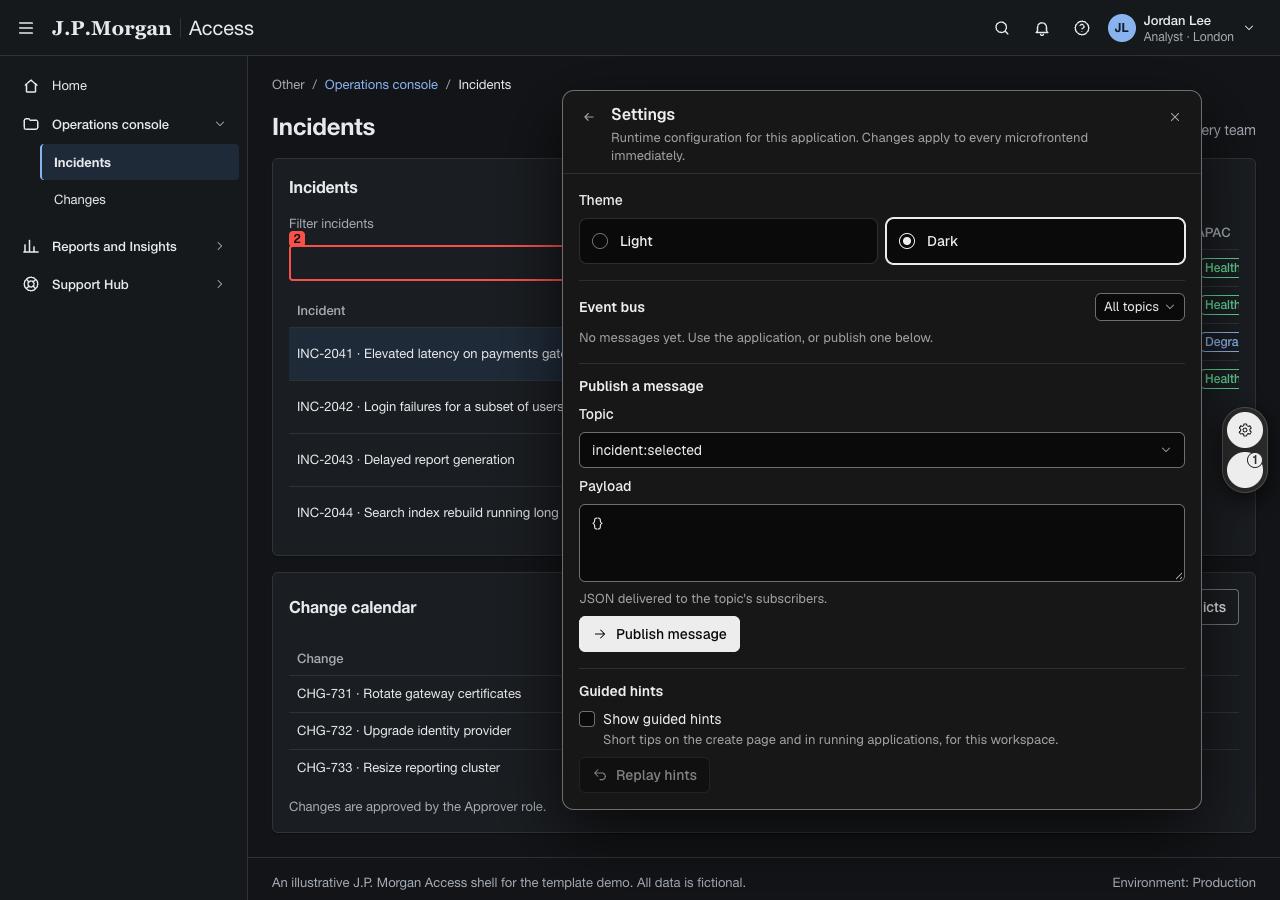 J.P.Morgan Access
JL
Jordan Lee
Analyst · London
Home
Operations console
Incidents
Changes
Reports and Insights
Support Hub
Other / Operations console / Incidents
Incidents
ery team
Incidents
Filter incidents
2
Incident
INC-2041 · Elevated latency on payments gate
INC-2042 · Login failures for a subset of users
INC-2043 · Delayed report generation
INC-2044 · Search index rebuild running long
APAC
Health
Health
Degra
Health
Change calendar
icts
Change
CHG-731 · Rotate gateway certificates
CHG-732 · Upgrade identity provider
CHG-733 · Resize reporting cluster
Changes are approved by the Approver role.
Settings
Runtime configuration for this application. Changes apply to every microfrontend
immediately.
Theme
Light
Dark
Event bus
All topics
No messages yet. Use the application, or publish one below.
Publish a message
Topic
incident:selected
Payload
{}
JSON delivered to the topic's subscribers.
Publish message
Guided hints
Show guided hints
Short tips on the create page and in running applications, for this workspace.
Replay hints
1
An illustrative J.P. Morgan Access shell for the template demo. All data is fictional.
Environment: Production